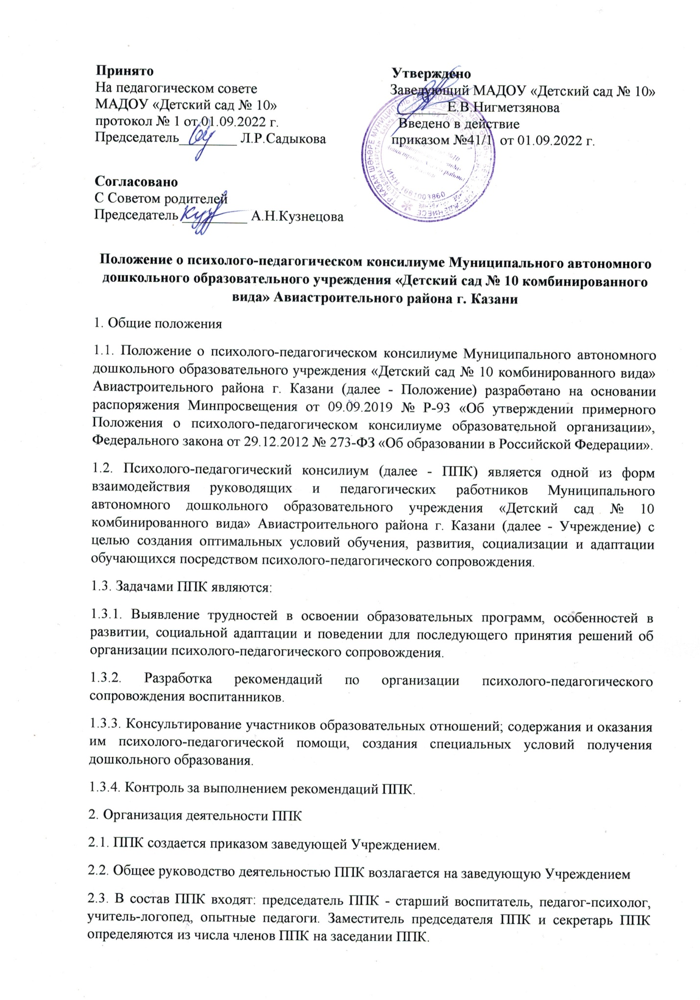 Принято
На педагогическом совете
МАДОУ «Детский сад № 10»
протокол № 1 от 01.09.2022 г.
Председатель________ Л.Р.Садыкова
Утверждено
Заведующий МАДОУ «Детский сад № 10»
_______Е.В.Нигметзянова
Введено в действие
приказом №41/1 от 01.09.2022 г.
ТР КАЗАН ШӘҺӘРЕ МУНИЦИПАЛЬ
1661003860
Согласовано
С Советом родителей
Председатель_________ А.Н.Кузнецова
Положение о психолого-педагогическом консилиуме Муниципального автономного
дошкольного образовательного учреждения «Детский сад № 10 комбинированного
вида» Авиастроительного района г. Казани
1. Общие положения
1.1. Положение о психолого-педагогическом консилиуме Муниципального автономного
дошкольного образовательного учреждения «Детский сад № 10 комбинированного вида»
Авиастроительного района г. Казани (далее - Положение) разработано на основании
распоряжения Минпросвещения от 09.09.2019 № Р-93 «Об утверждении примерного
Положения о психолого-педагогическом консилиуме образовательной организации»,
Федерального закона от 29.12.2012 № 273-ФЗ «Об образовании в Российской Федерации».
1.2. Психолого-педагогический консилиум (далее - ППК) является одной из форм
взаимодействия руководящих и педагогических работников Муниципального
автономного дошкольного образовательного учреждения «Детский сад № 10
комбинированного вида» Авиастроительного района г. Казани (далее - Учреждение) с
целью создания оптимальных условий обучения, развития, социализации и адаптации
обучающихся посредством психолого-педагогического сопровождения.
1.3. Задачами ППК являются:
1.3.1. Выявление трудностей в освоении образовательных программ, особенностей в
развитии, социальной адаптации и поведении для последующего принятия решений об
организации психолого-педагогического сопровождения.
1.3.2. Разработка рекомендаций по организации психолого-педагогического
сопровождения воспитанников.
1.3.3. Консультирование участников образовательных отношений; содержания и оказания
им психолого-педагогической помощи, создания специальных условий получения
дошкольного образования.
1.3.4. Контроль за выполнением рекомендаций ППК.
2. Организация деятельности ППК
2.1. ППК создается приказом заведующей Учреждением.
2.2. Общее руководство деятельностью ППК возлагается на заведующую Учреждением
2.3. В состав ППК входят: председатель ППК - старший воспитатель, педагог-психолог,
учитель-логопед, опытные педагоги. Заместитель председателя ППК и секретарь ППК
определяются из числа членов ППК на заседании ППК.